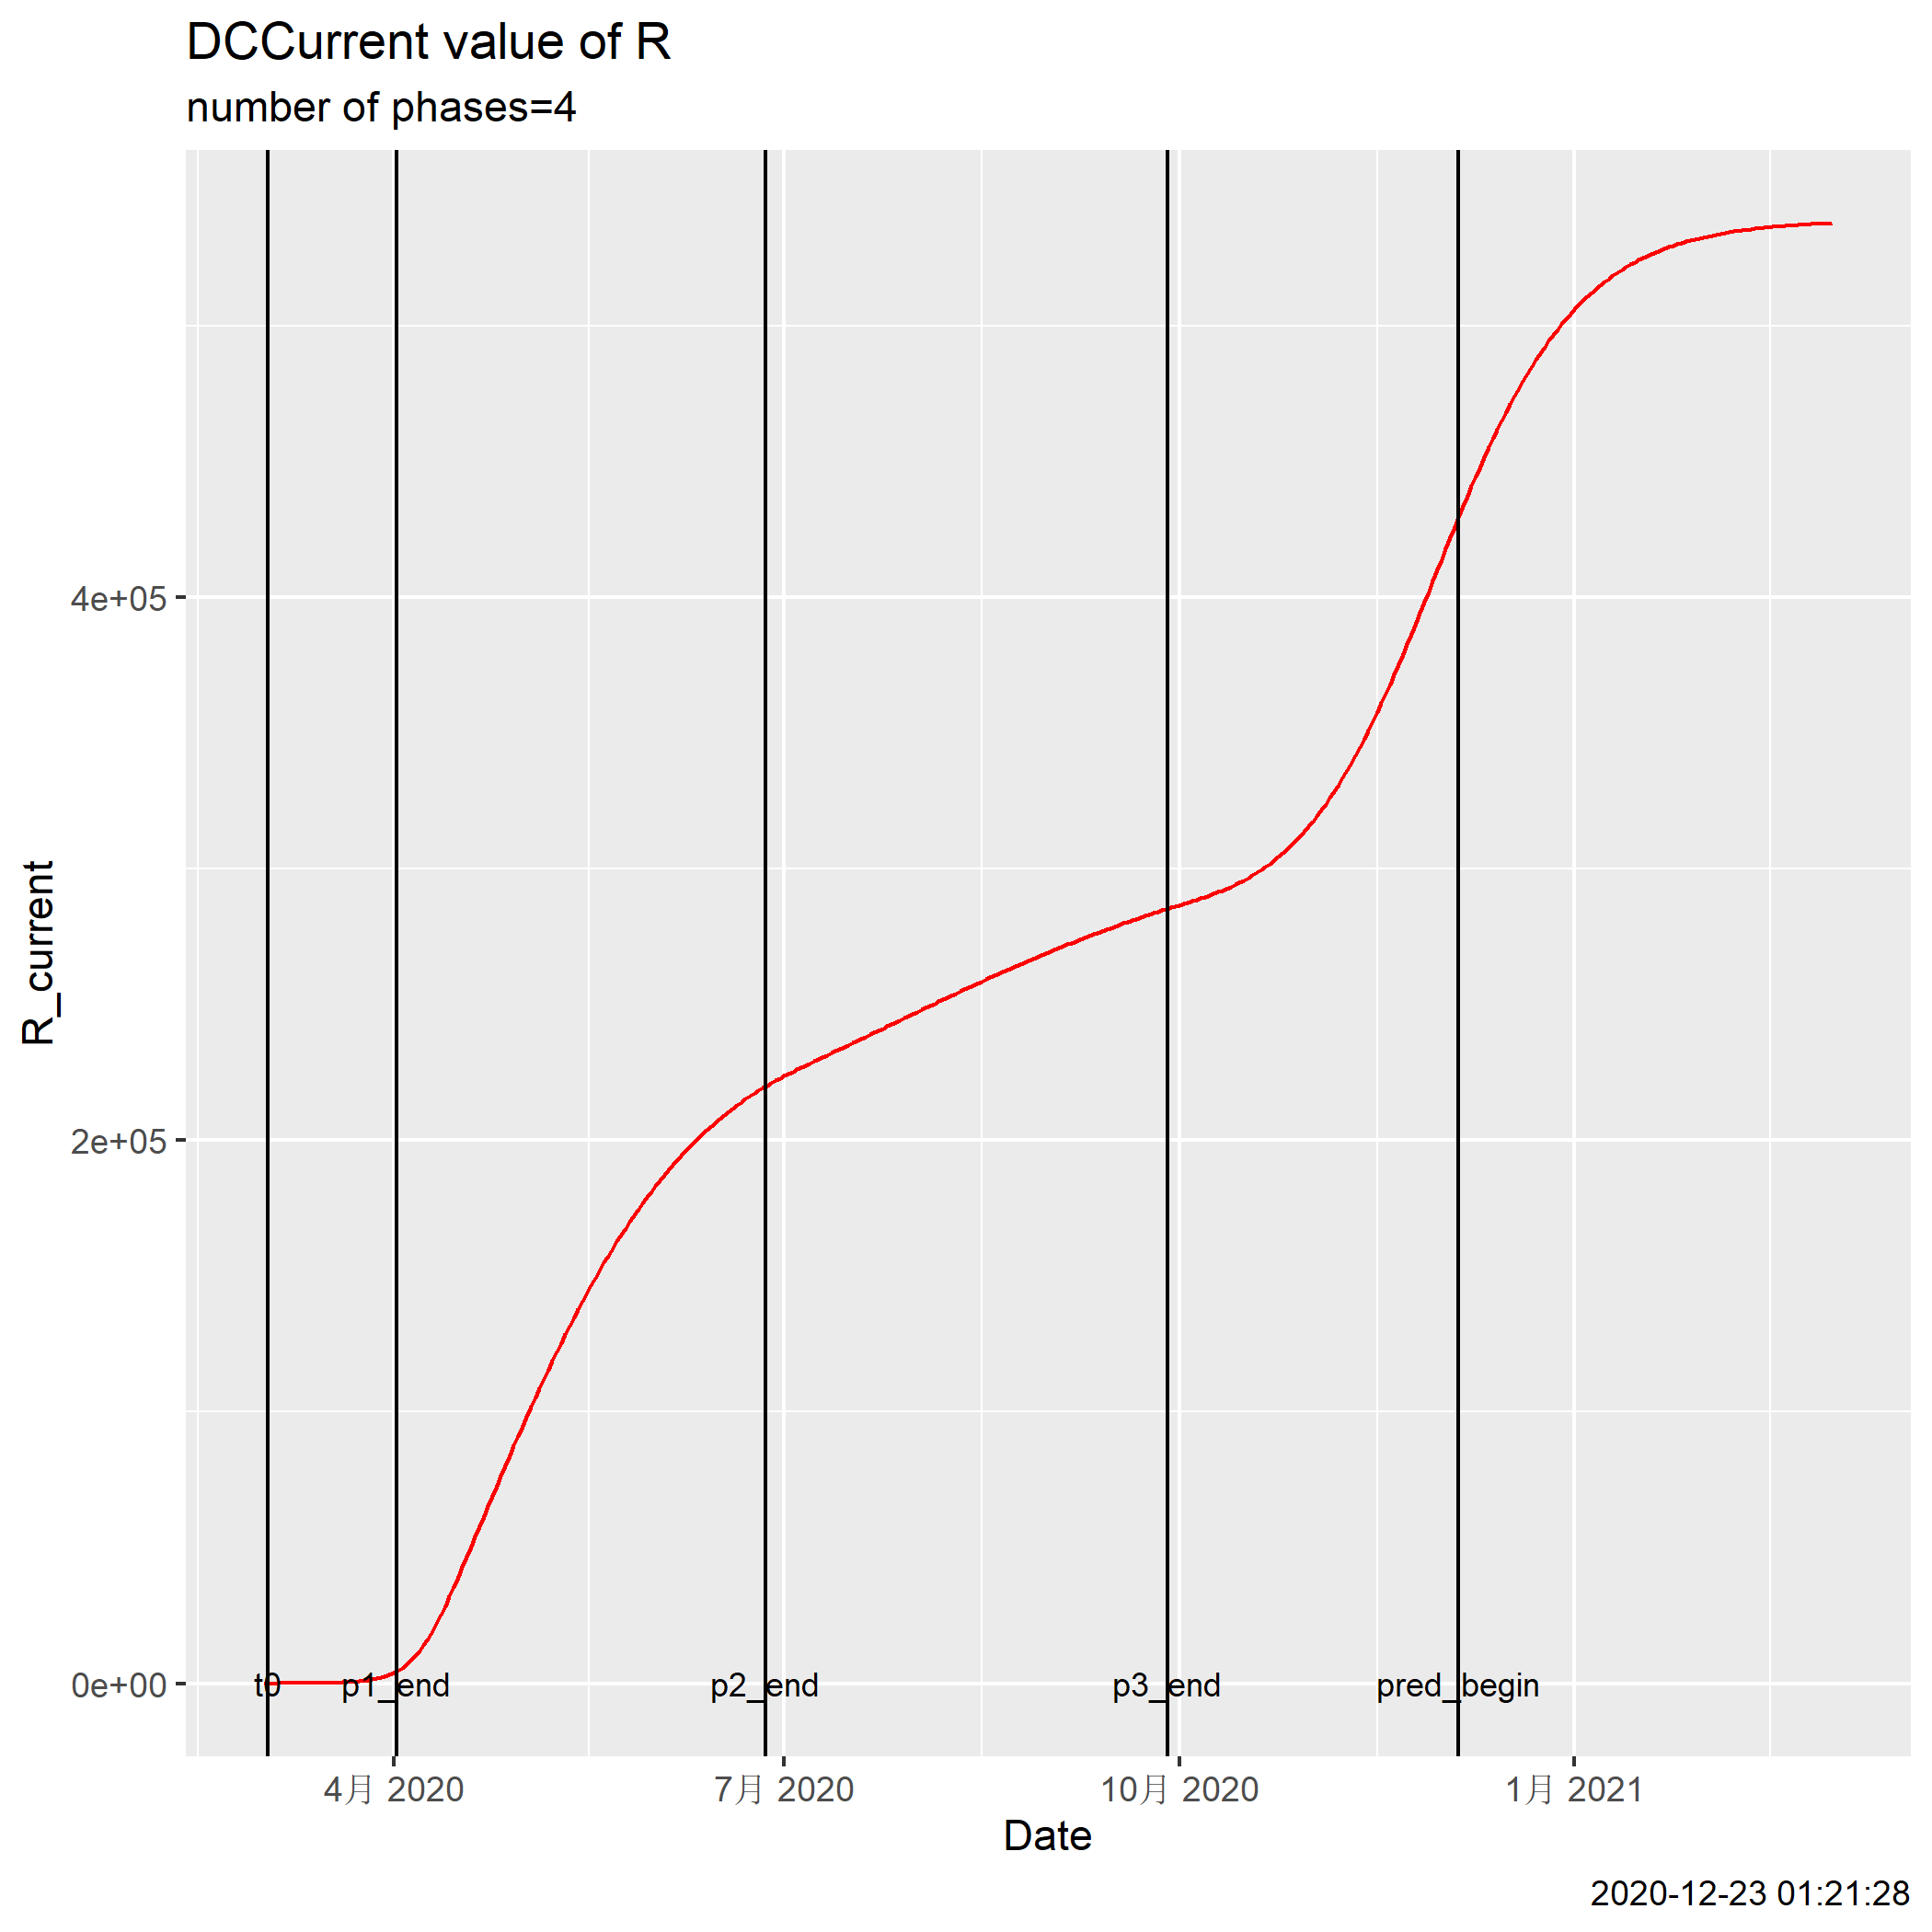 DCCurrent value of R
number of phases=4
R_current
4e+05
2e+05
0e+00
t0 p1_end p2_end p3_end pred_begin
4月 2020 7月 2020 10月 2020 1月 2021
Date
2020-12-23 01:21:28